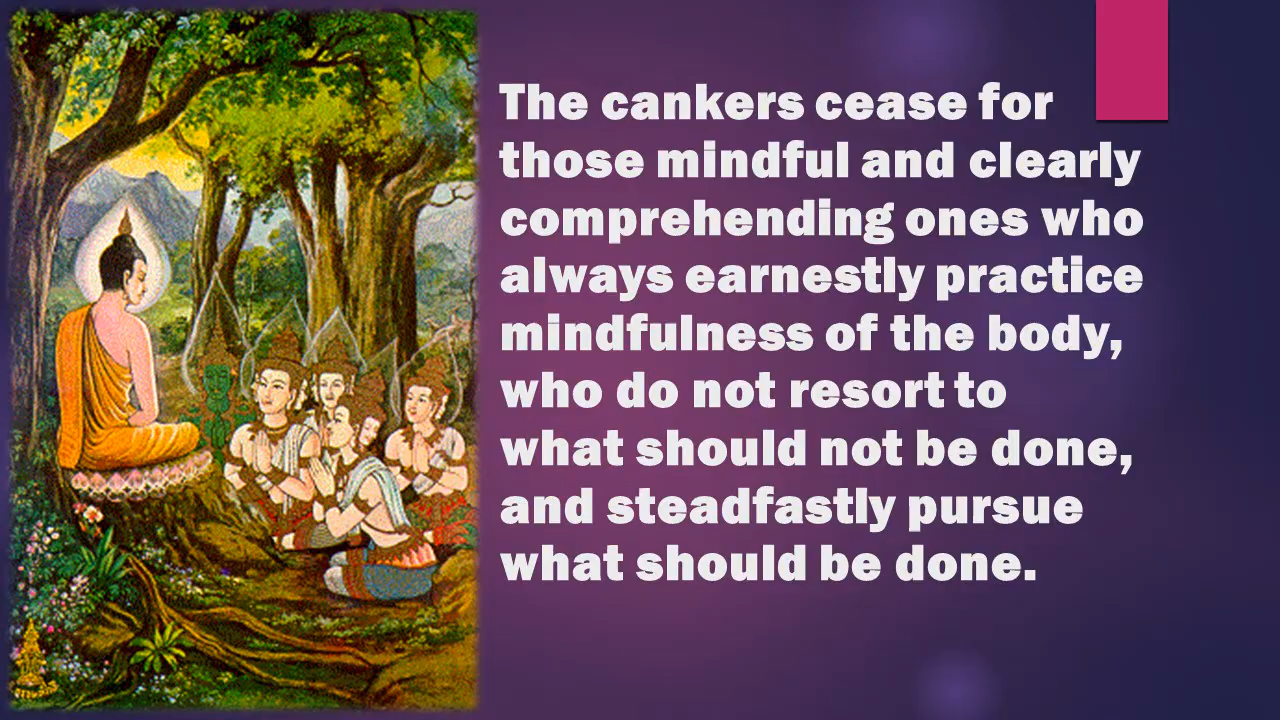 The cankers cease for
those mindful and clearly
comprehending ones who
always earnestly practice
mindfulness of the body,
who do not resort to
what should not be done,
and steadfastly pursue
what should be done.